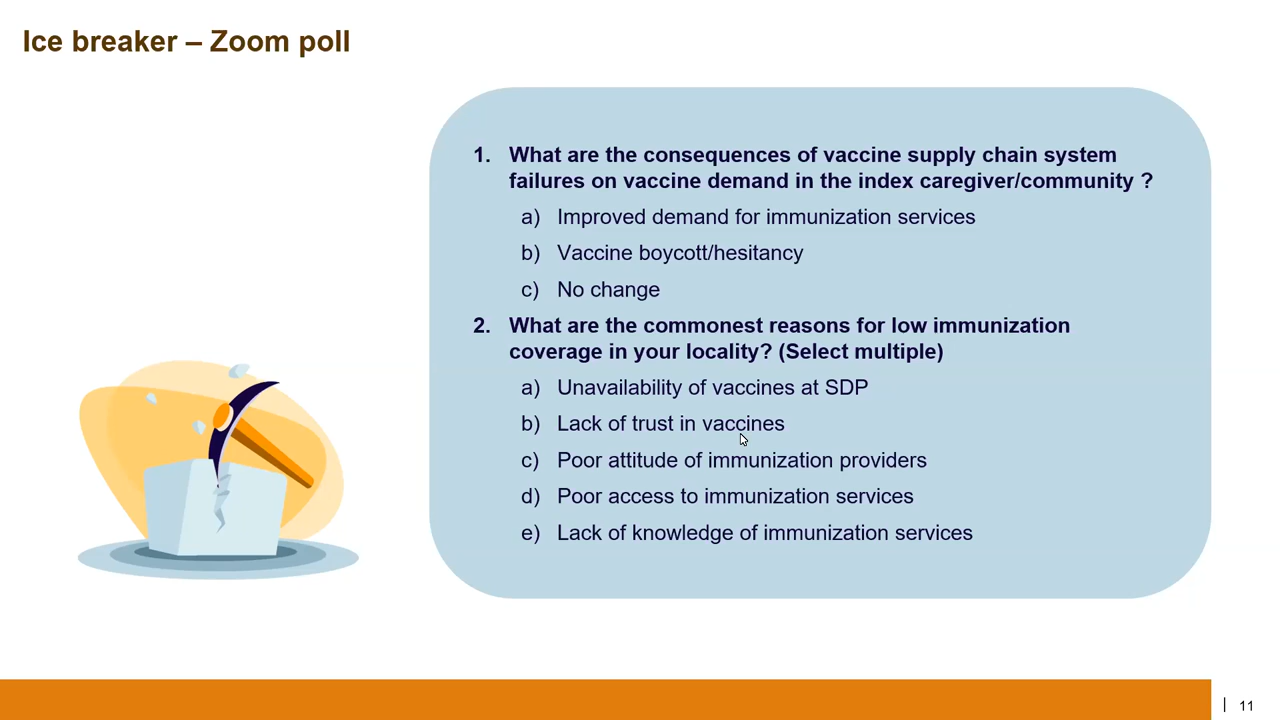 Ice breaker – Zoom poll
1. What are the consequences of vaccine supply chain system
failures on vaccine demand in the index caregiver/community ?
a) Improved demand for immunization services
b) Vaccine boycott/hesitancy
c) No change
2. What are the commonest reasons for low immunization
coverage in your locality? (Select multiple)
a) Unavailability of vaccines at SDP
b) Lack of trust in vaccines
c) Poor attitude of immunization providers
d) Poor access to immunization services
e) Lack of knowledge of immunization services
| 11